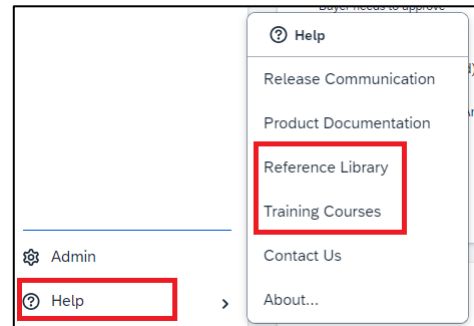 Help
Release Communication
Product Documentation
Reference Library
Training Courses
Contact Us
About...
Admin
Help